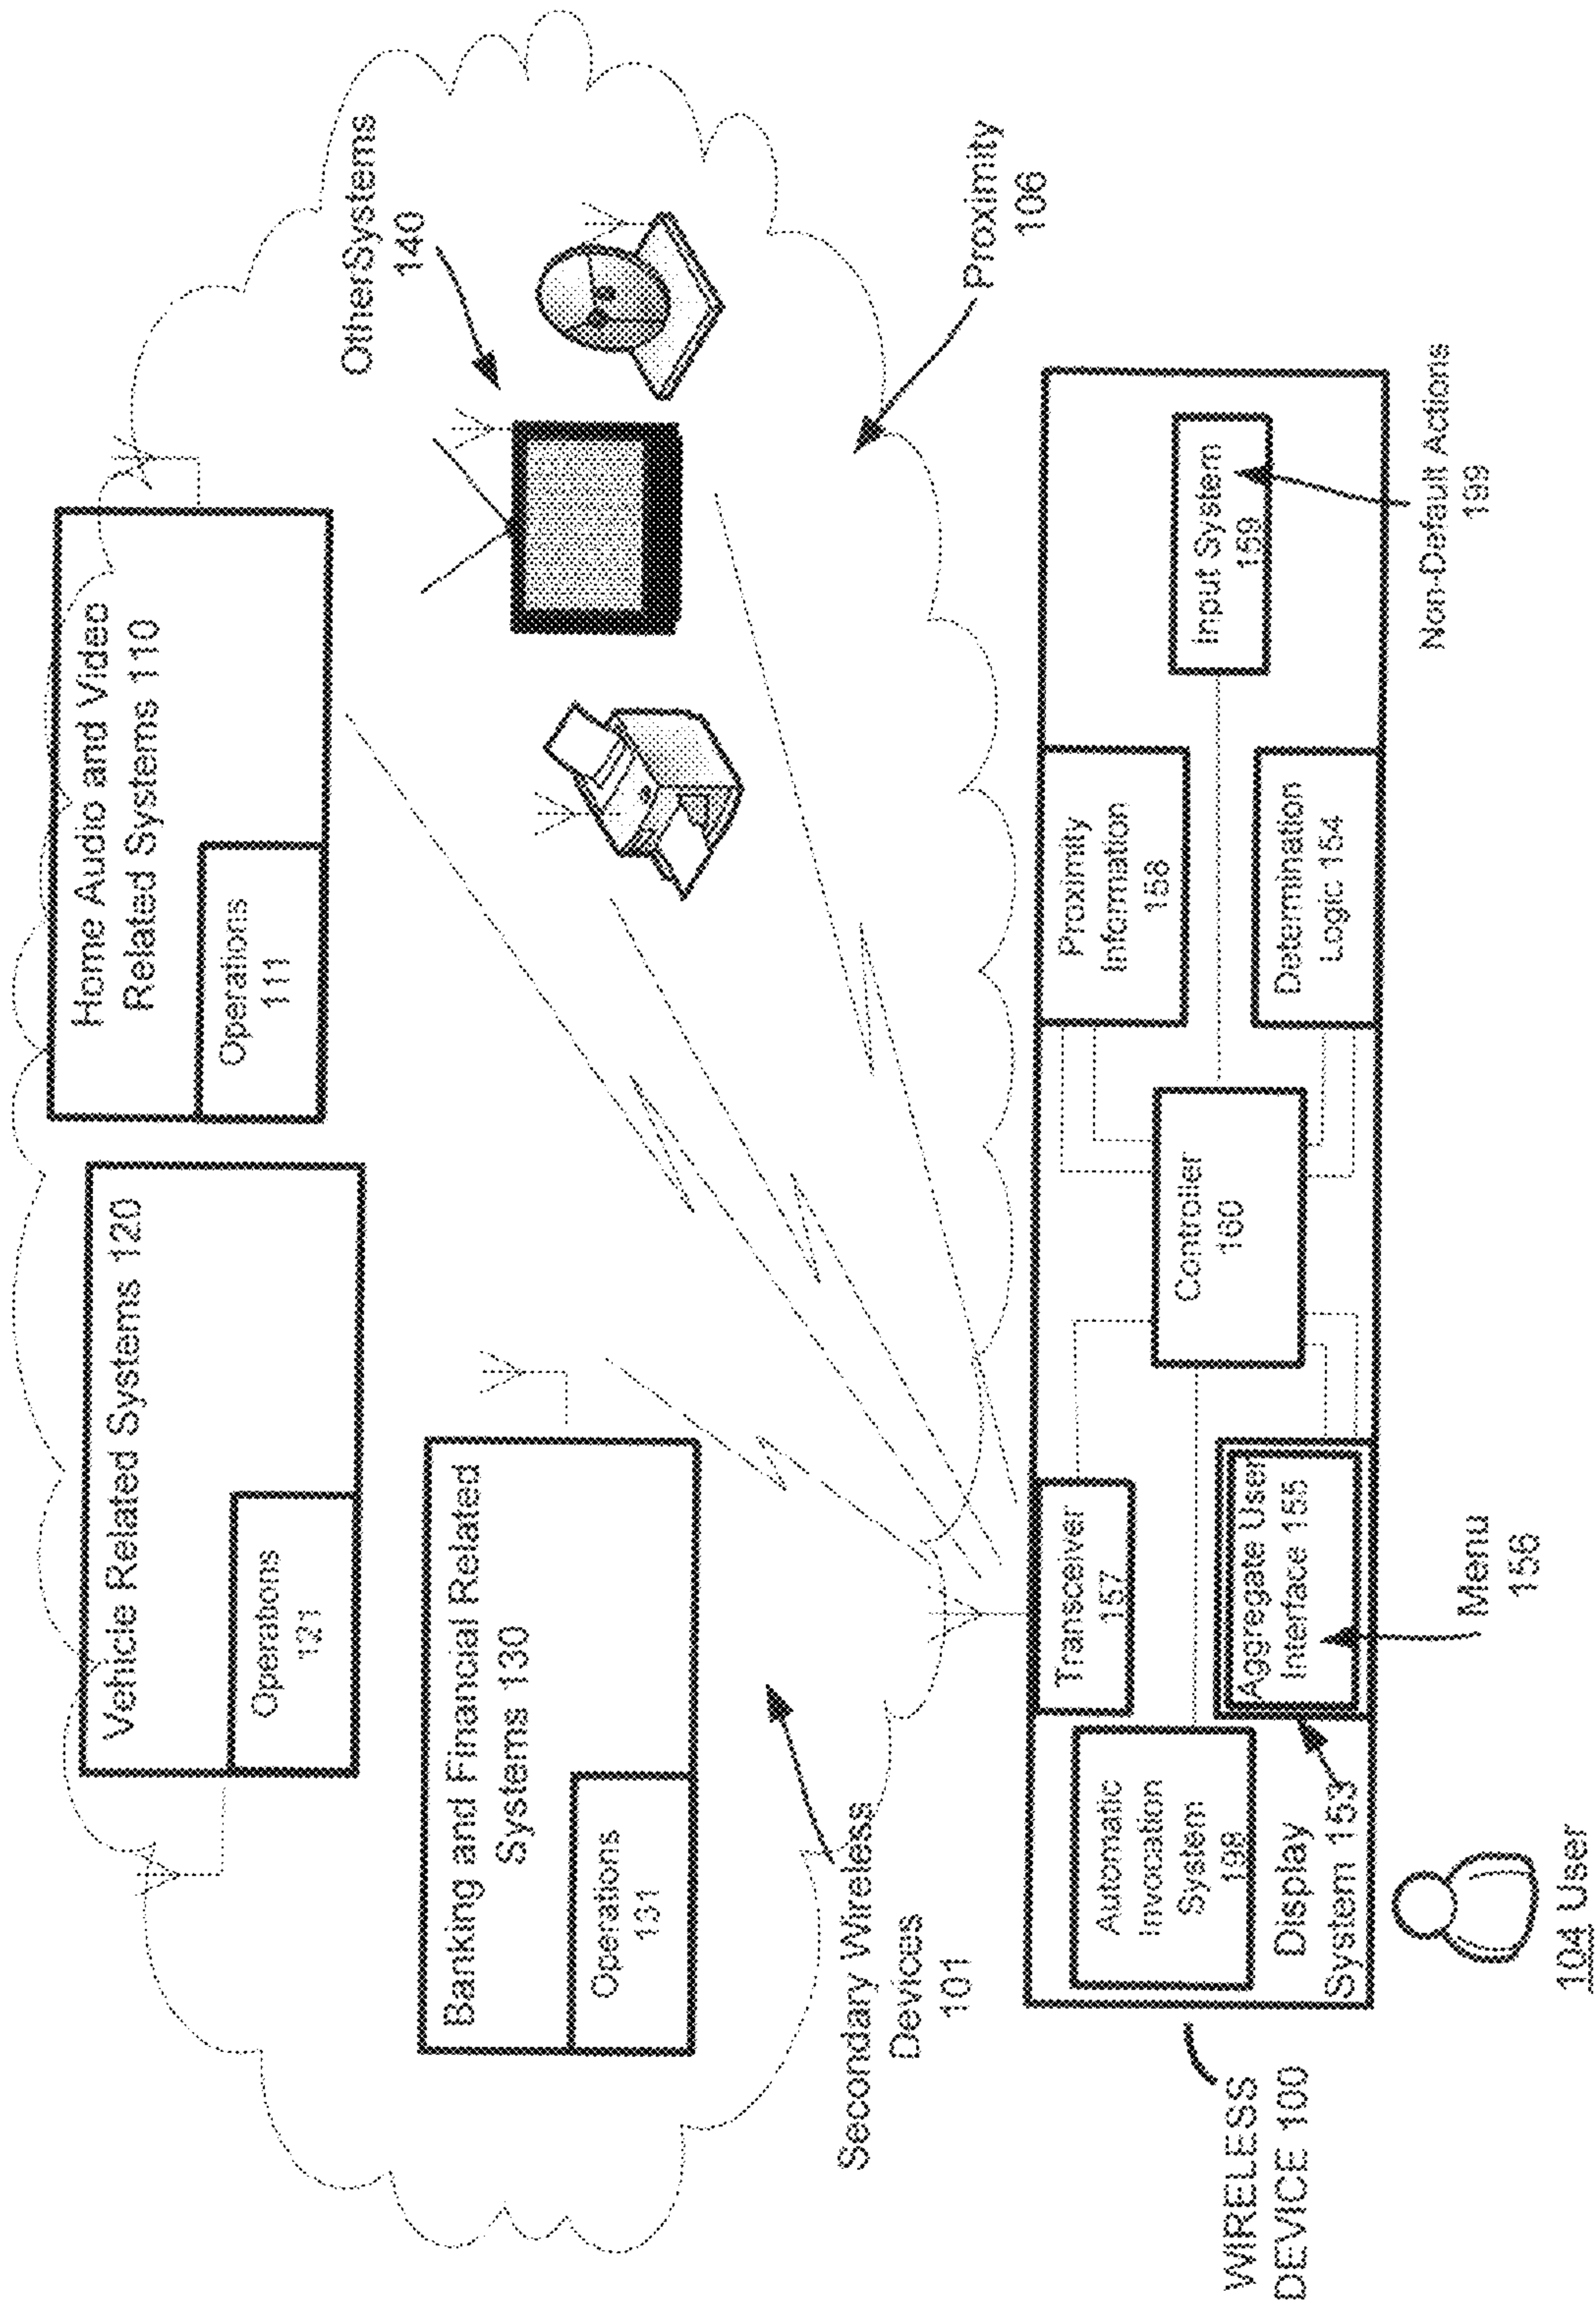 Home Audio and Video
Related Systems 110
Operations
111
Vehicle Related Systems 120
Operations
121
Banking and Financial Related
Systems 130
Operations
131
OtherSystems
140
Proximity
106
Secondary Wireless
Devices
101
WIRELESS
DEVICE 100
Automatic
Invocation
System
198
Display
System 153
Transceiver
157
Aggregate User
Interface 155
Menu
156
Controller
160
Proximity
Information
158
Determination
Logic 154
Input System
159
Non-Default Actions
199
104 User